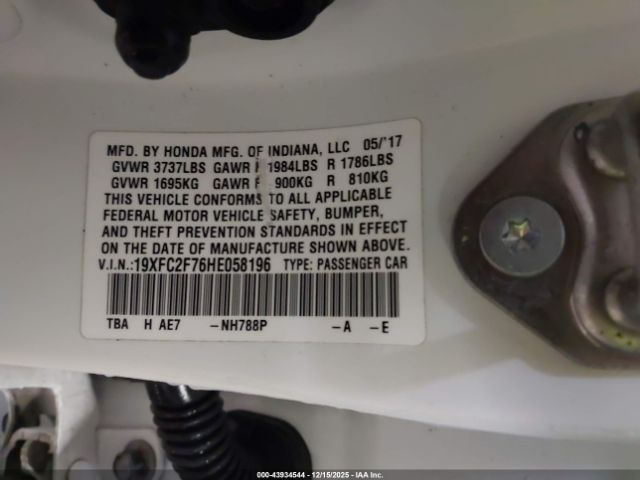 MFD. BY HONDA MFG. OF INDIANA, LLC 05/'17
GVWR 3737LBS GAWR F 1984LBS R 1786LBS
GVWR 1695KG GAWR F 900KG R 810KG
THIS VEHICLE CONFORMS TO ALL APPLICABLE
FEDERAL MOTOR VEHICLE SAFETY, BUMPER,
AND THEFT PREVENTION STANDARDS IN EFFECT
ON THE DATE OF MANUFACTURE SHOWN ABOVE.
V.I.N.:19XFC2F76HE058196 TYPE: PASSENGER CAR
TBA H AE7 -NH788P -A -E
000-43934544 - 12/15/2025 - IAA Inc.